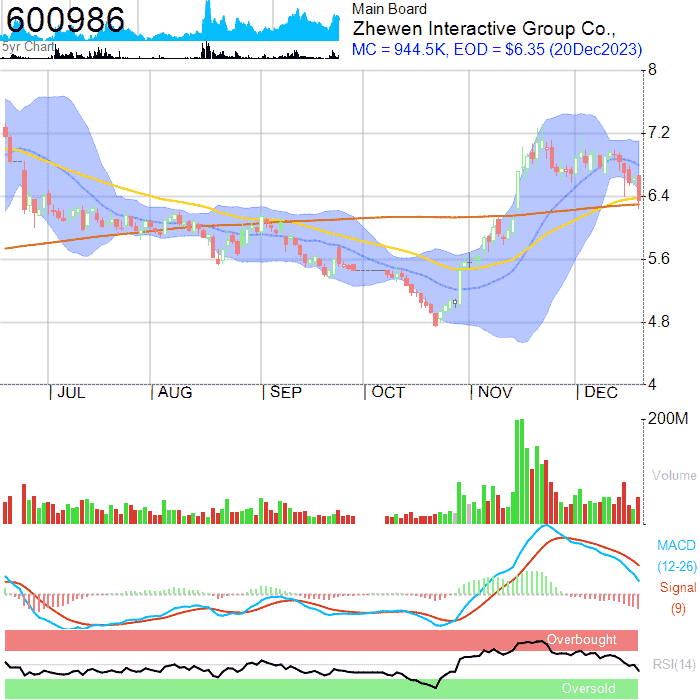 600986
5yr Chart
Main Board
Zhewen Interactive Group Co.,
MC = 944.5K, EOD = $6.35 (20Dec2023)
8
7.2
6.4
5.6
4.8
4
| JUL | AUG | SEP | OCT | NOV | DEC
200M
Volume
MACD
(12-26)
Signal
(9)
Overbought
RSI(14)
Oversold